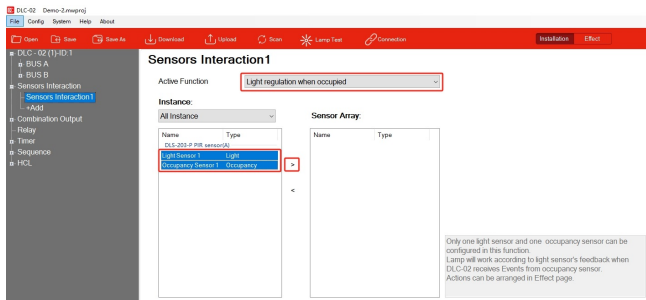 DLC-02 Demo-2.mwproj
File Config System Help About
Open Save Save As Download Upload Scan Lamp Test Connection Installation Effect
DLC - 02 (1)-ID:1
BUS A
BUS B
Sensors Interaction
Sensors Interaction1
+Add
Combination Output
Relay
Timer
Sequence
HCL
Sensors Interaction1
Active Function Light regulation when occupied
Instance:
All Instance
Sensor Array:
Name Type
DLS-203-P PIR sensor(A)
Light Sensor 1 Light
Occupancy Sensor 1 Occupancy
>
<
Name Type
Only one light sensor and one occupancy sensor can be
configured in this function.
Lamp will work according to light sensor's feedback when
DLC-02 receives Events from occupancy sensor.
Actions can be arranged in Effect page.